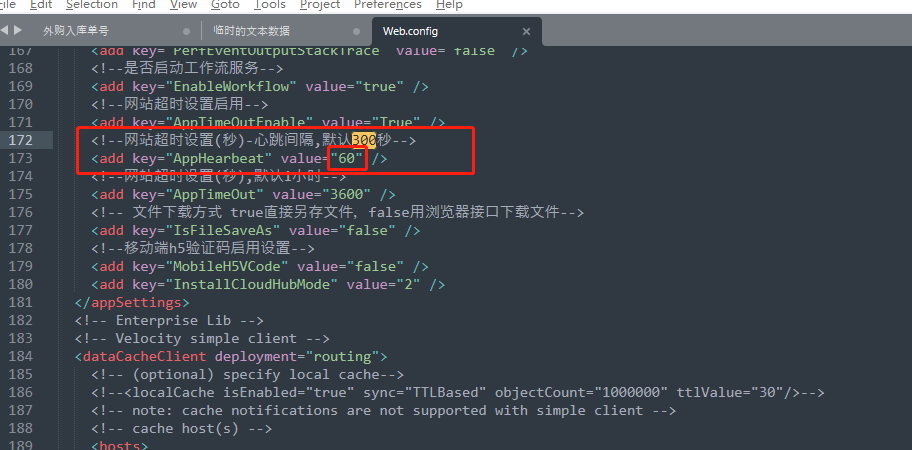 ile Edit Selection Find View Goto Tools Project Preferences Help
外购入库单号 临时的文本数据 Web.config ×
167 <add key="PerfEventOutputStackTrace" value="false" />
168 <!--是否启动工作流服务-->
169 <add key="EnableWorkflow" value="true" />
170 <!--网站超时设置启用-->
171 <add key="AppTimeOutEnable" value="True" />
172 <!--网站超时设置(秒)-心跳间隔,默认300秒-->
173 <add key="AppHearbeat" value="60" />
174 <!--网站超时设置(秒),默认1小时-->
175 <add key="AppTimeOut" value="3600" />
176 <!-- 文件下载方式 true直接另存文件, false用浏览器接口下载文件-->
177 <add key="IsFileSaveAs" value="false" />
178 <!--移动端h5验证码启用设置-->
179 <add key="MobileH5VCode" value="false" />
180 <add key="InstallCloudHubMode" value="2" />
181 </appSettings>
182 <!-- Enterprise Lib -->
183 <!-- Velocity simple client -->
184 <dataCacheClient deployment="routing">
185 <!-- (optional) specify local cache-->
186 <!--<localCache isEnabled="true" sync="TTLBased" objectCount="1000000" ttlValue="30"/>-->
187 <!-- note: cache notifications are not supported with simple client -->
188 <!-- cache host(s) -->
189 <hosts>